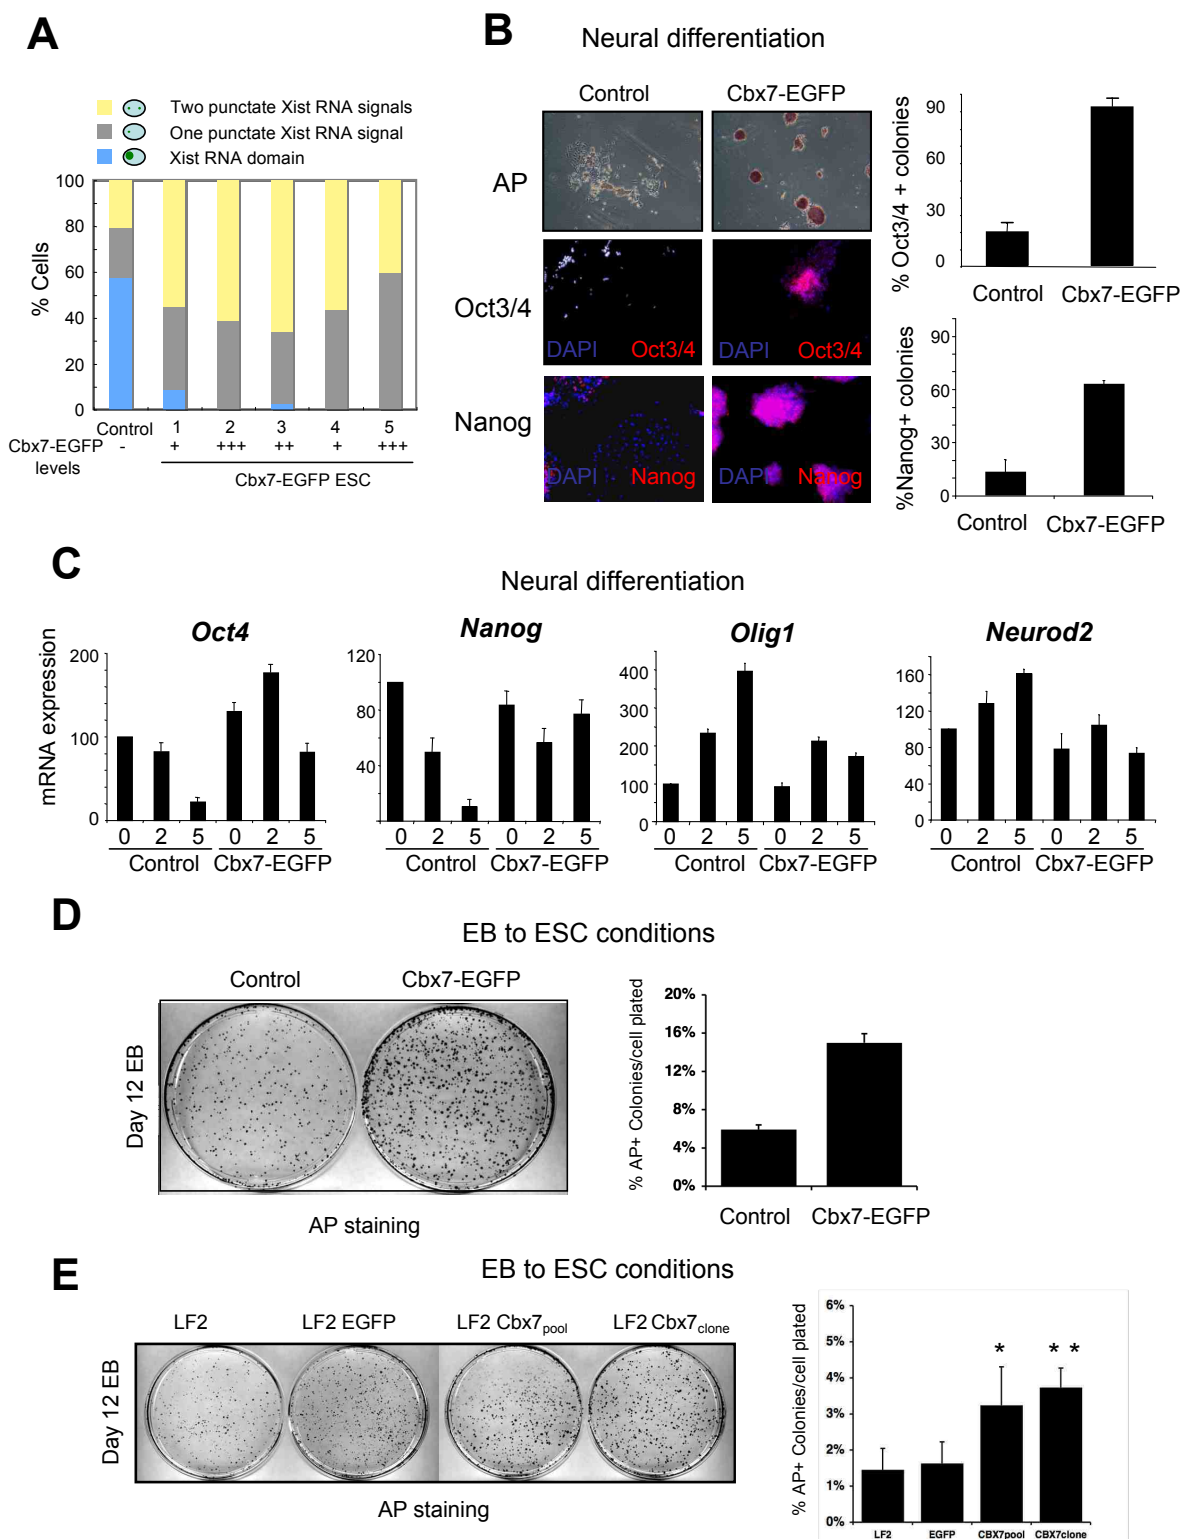 A
Two punctate Xist RNA signals
One punctate Xist RNA signal
Xist RNA domain
% Cells
100
80
60
40
20
0
Control 1 2 3 4 5
Cbx7-EGFP levels - + +++ ++ + +++
Cbx7-EGFP ESC
B
Neural differentiation
Control Cbx7-EGFP
AP
Oct3/4
DAPI Oct3/4 DAPI Oct3/4
Nanog
DAPI Nanog DAPI Nanog
% Oct3/4 + colonies
90
60
30
0
Control Cbx7-EGFP
%Nanog+ colonies
90
60
30
0
Control Cbx7-EGFP
C
Neural differentiation
mRNA expression
Oct4
200
100
0
0 2 5 0 2 5
Control Cbx7-EGFP
Nanog
120
80
40
0 2 5 0 2 5
Control Cbx7-EGFP
Olig1
400
300
200
100
0
0 2 5 0 2 5
Control Cbx7-EGFP
Neurod2
160
120
80
40
0
0 2 5 0 2 5
Control Cbx7-EGFP
D
EB to ESC conditions
Control Cbx7-EGFP
Day 12 EB
AP staining
% AP+ Colonies/cell plated
20%
16%
12%
8%
4%
0%
Control Cbx7-EGFP
E
EB to ESC conditions
LF2 LF2 EGFP LF2 Cbx7pool LF2 Cbx7clone
Day 12 EB
AP staining
% AP+ Colonies/cell plated
6%
5%
4%
3%
2%
1%
0%
* * *
LF2 EGFP CBX7pool CBX7clone